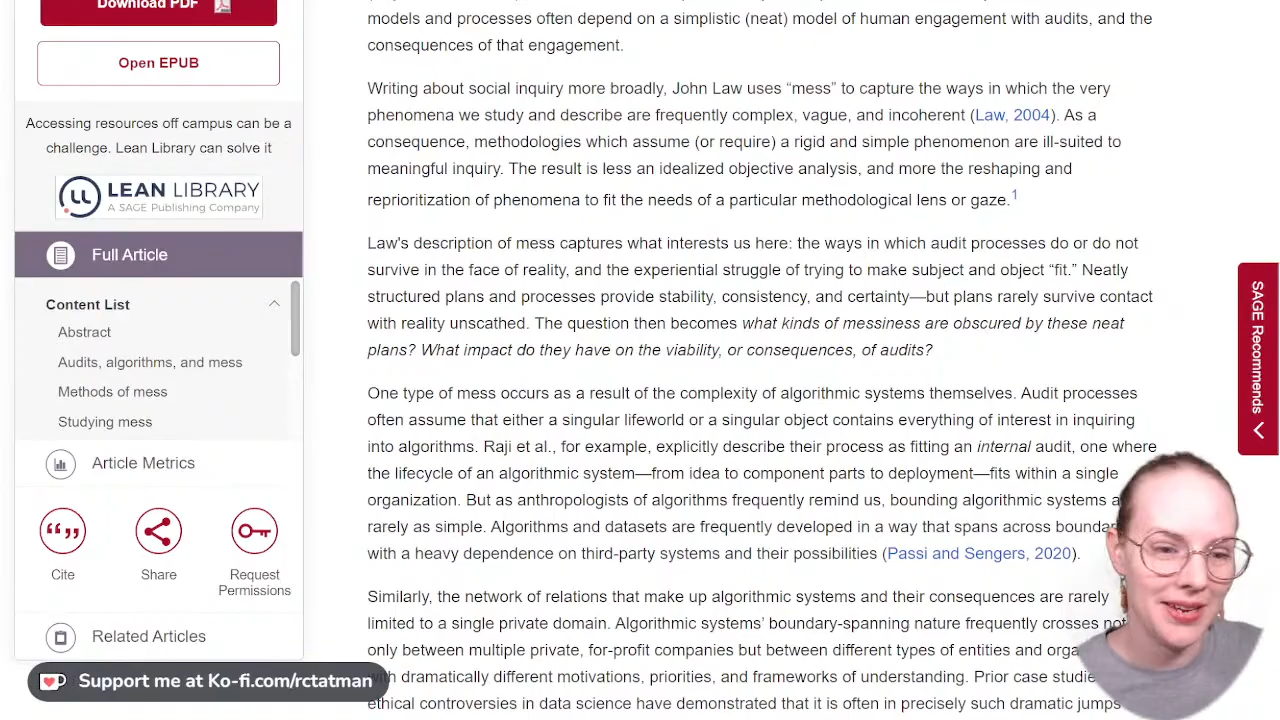 Download PDF
Open EPUB
Accessing resources off campus can be a
challenge. Lean Library can solve it
LEAN LIBRARY
A SAGE Publishing Company
Full Article
Content List
Abstract
Audits, algorithms, and mess
Methods of mess
Studying mess
Article Metrics
Cite
Share
Request
Permissions
Related Articles
Support me at Ko-fi.com/rctatman
models and processes often depend on a simplistic (neat) model of human engagement with audits, and the
consequences of that engagement.
Writing about social inquiry more broadly, John Law uses “mess” to capture the ways in which the very
phenomena we study and describe are frequently complex, vague, and incoherent (Law, 2004). As a
consequence, methodologies which assume (or require) a rigid and simple phenomenon are ill-suited to
meaningful inquiry. The result is less an idealized objective analysis, and more the reshaping and
reprioritization of phenomena to fit the needs of a particular methodological lens or gaze.1
Law's description of mess captures what interests us here: the ways in which audit processes do or do not
survive in the face of reality, and the experiential struggle of trying to make subject and object “fit.” Neatly
structured plans and processes provide stability, consistency, and certainty—but plans rarely survive contact
with reality unscathed. The question then becomes what kinds of messiness are obscured by these neat
plans? What impact do they have on the viability, or consequences, of audits?
One type of mess occurs as a result of the complexity of algorithmic systems themselves. Audit processes
often assume that either a singular lifeworld or a singular object contains everything of interest in inquiring
into algorithms. Raji et al., for example, explicitly describe their process as fitting an internal audit, one where
the lifecycle of an algorithmic system—from idea to component parts to deployment—fits within a single
organization. But as anthropologists of algorithms frequently remind us, bounding algorithmic systems
rarely as simple. Algorithms and datasets are frequently developed in a way that spans across
with a heavy dependence on third-party systems and their possibilities (Passi and Sengers, 2020).
Similarly, the network of relations that make up algorithmic systems and their consequences are rarely
limited to a single private domain. Algorithmic systems’ boundary-spanning nature frequently crosses
only between multiple private, for-profit companies but between different types of entities and
dramatically different motivations, priorities, and frameworks of understanding. Prior case
ethical controversies in data science have demonstrated that it is often in precisely such dramatic jumps
SAGE Recommends